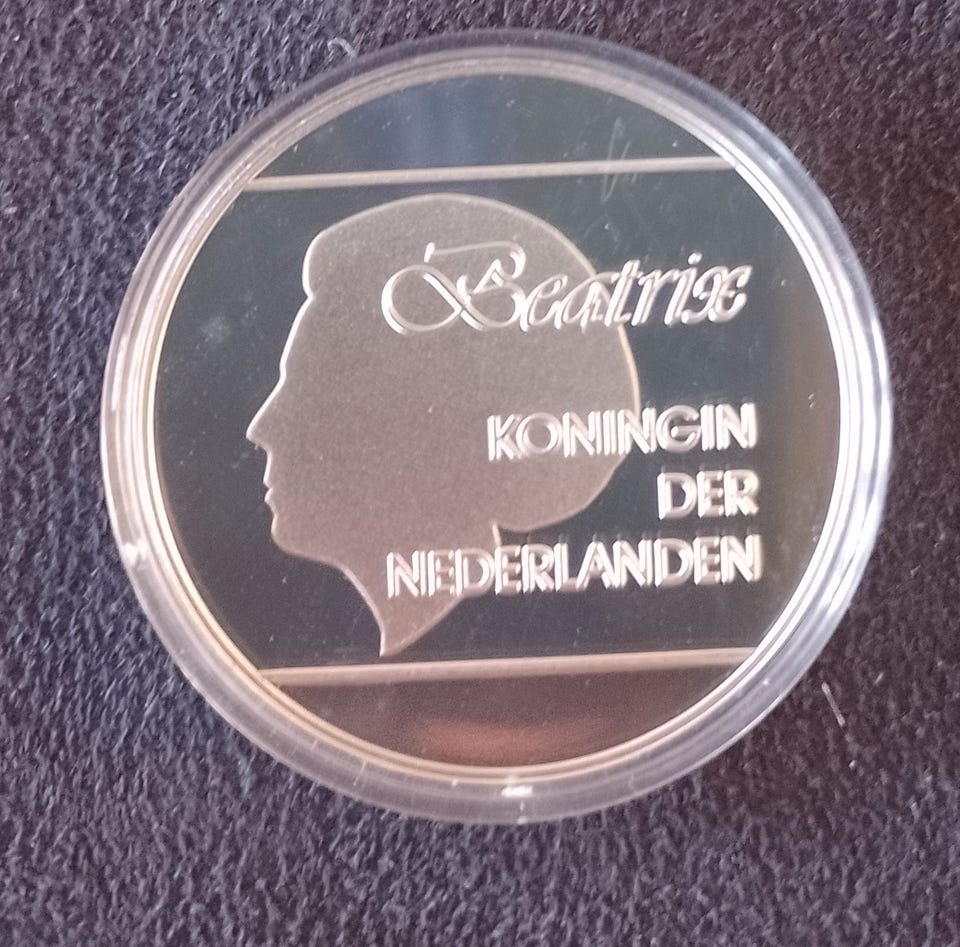 Beatrix
KONINGIN
DER
NEDERLANDEN